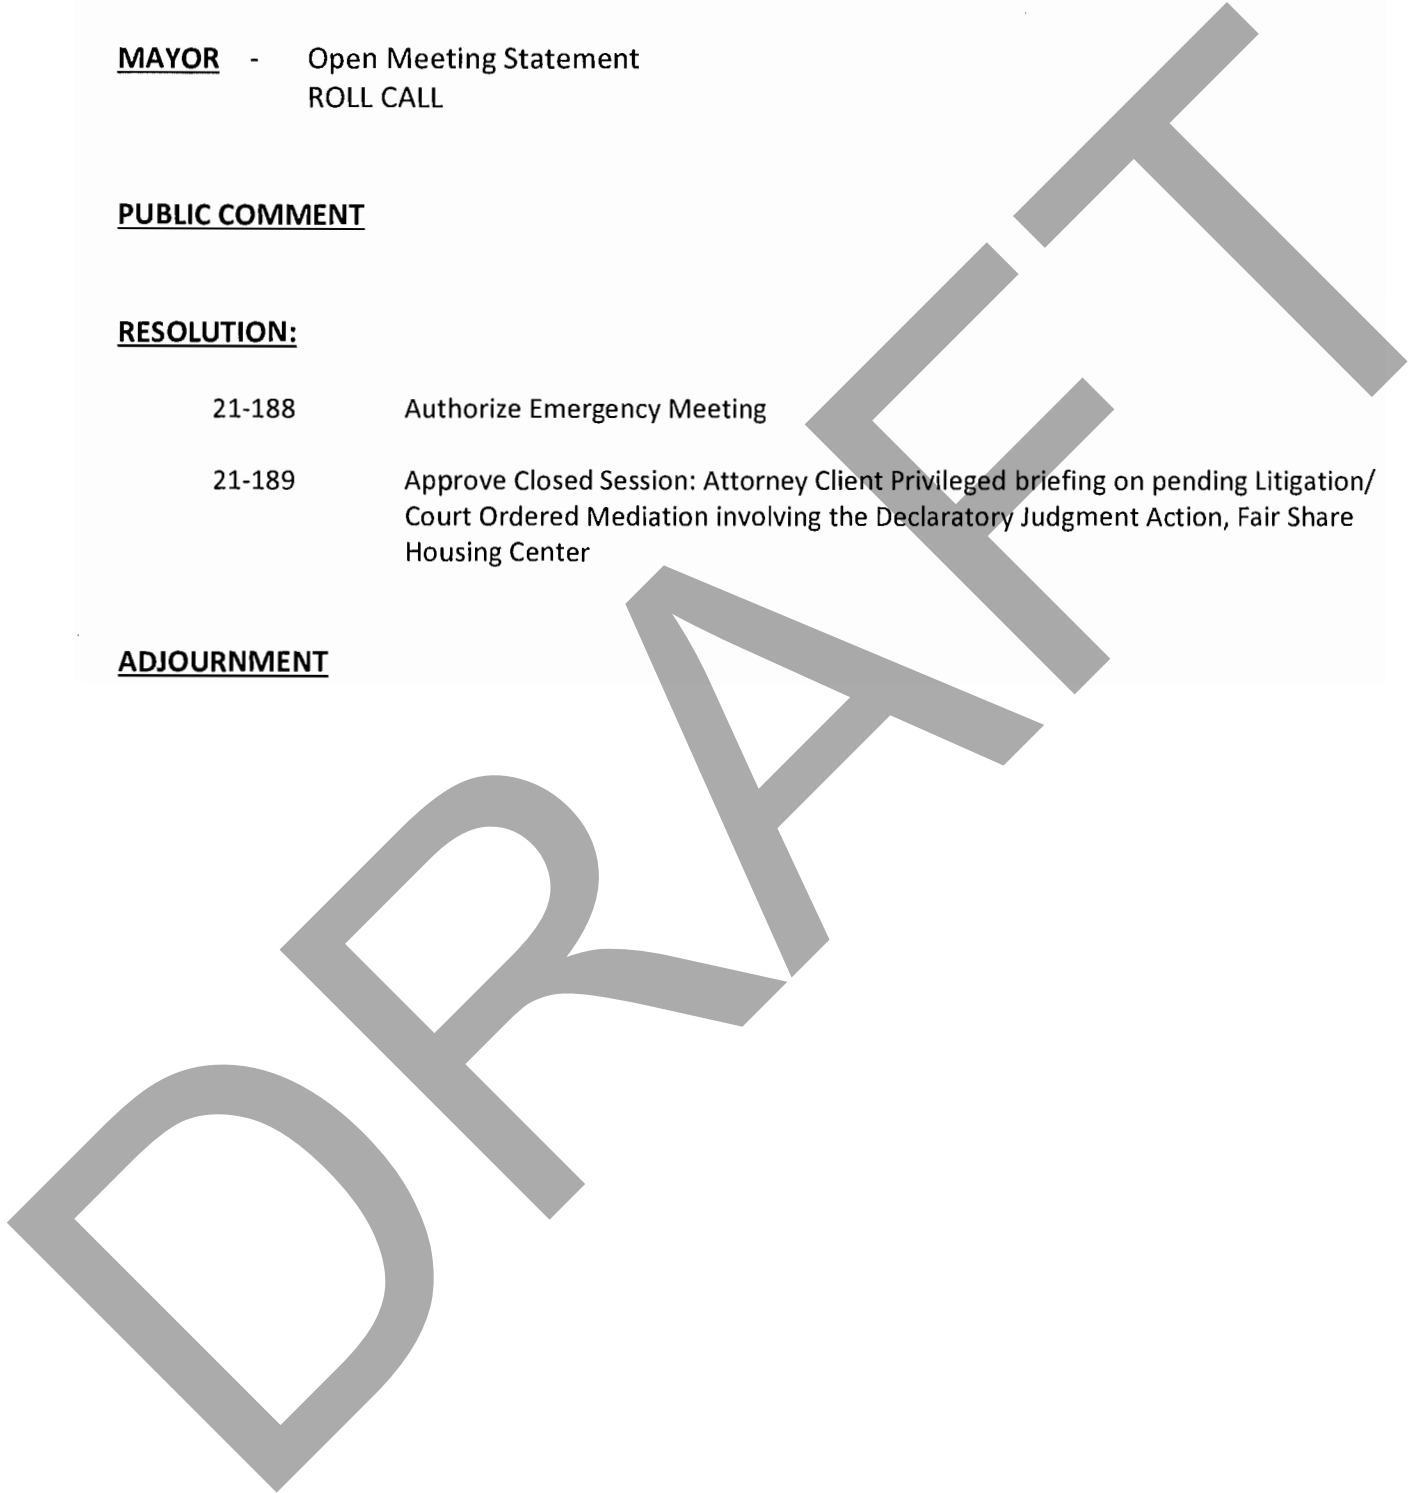 MAYOR - Open Meeting Statement
ROLL CALL
PUBLIC COMMENT
RESOLUTION:
21-188 Authorize Emergency Meeting
21-189 Approve Closed Session: Attorney Client Privileged briefing on pending Litigation/
Court Ordered Mediation involving the Declaratory Judgment Action, Fair Share
Housing Center
ADJOURNMENT
DRAFT